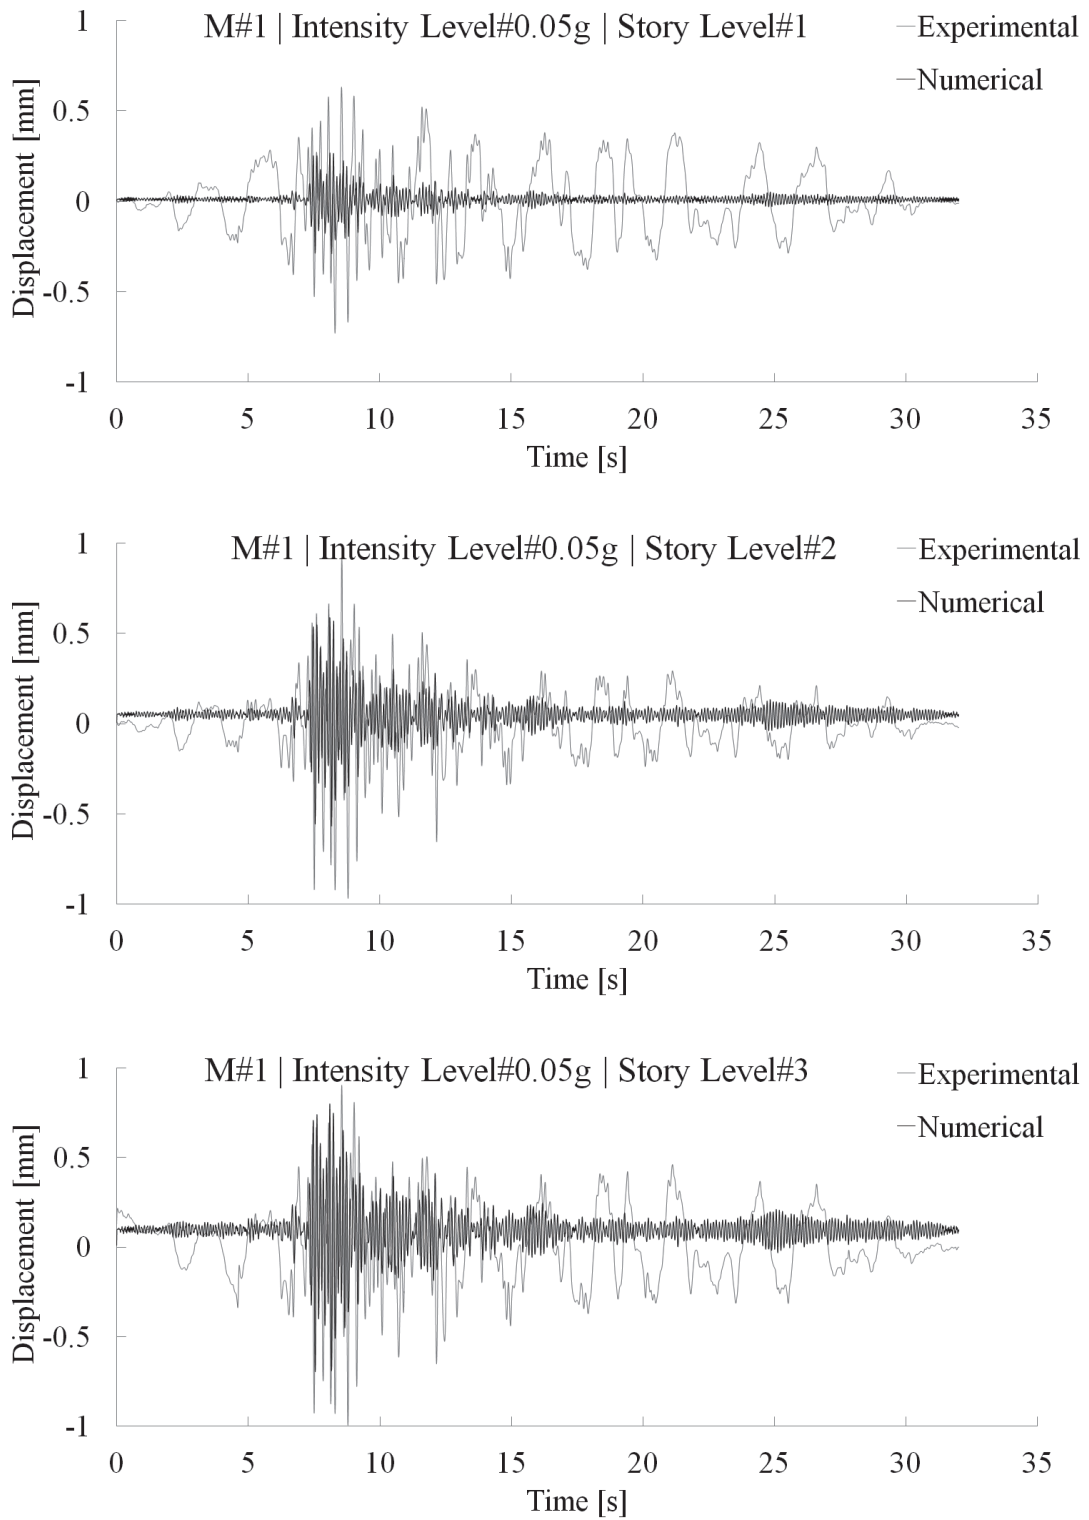 M#1 | Intensity Level#0.05g | Story Level#1
Experimental
Numerical
Displacement [mm]
1
0.5
0
-0.5
-1
0 5 10 15 20 25 30 35
Time [s]
M#1 | Intensity Level#0.05g | Story Level#2
Experimental
Numerical
Displacement [mm]
1
0.5
0
-0.5
-1
0 5 10 15 20 25 30 35
Time [s]
M#1 | Intensity Level#0.05g | Story Level#3
Experimental
Numerical
Displacement [mm]
1
0.5
0
-0.5
-1
0 5 10 15 20 25 30 35
Time [s]